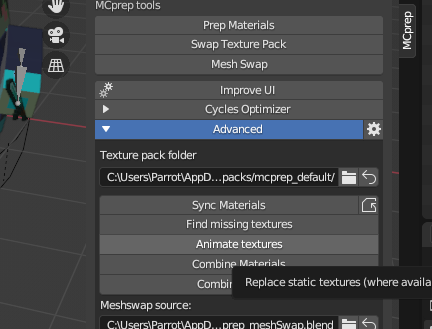 MCprep tools
MCprep
Prep Materials
Swap Texture Pack
Mesh Swap
Improve UI
Cycles Optimizer
Advanced
Texture pack folder
C:\Users\Parrot\AppD...packs/mcprep_default/
Sync Materials
Find missing textures
Animate textures
Combine Materials
Replace static textures (where availa
Combin
Meshswap source:
C:\Users\Parrot\AppD...prep_meshSwap.blend